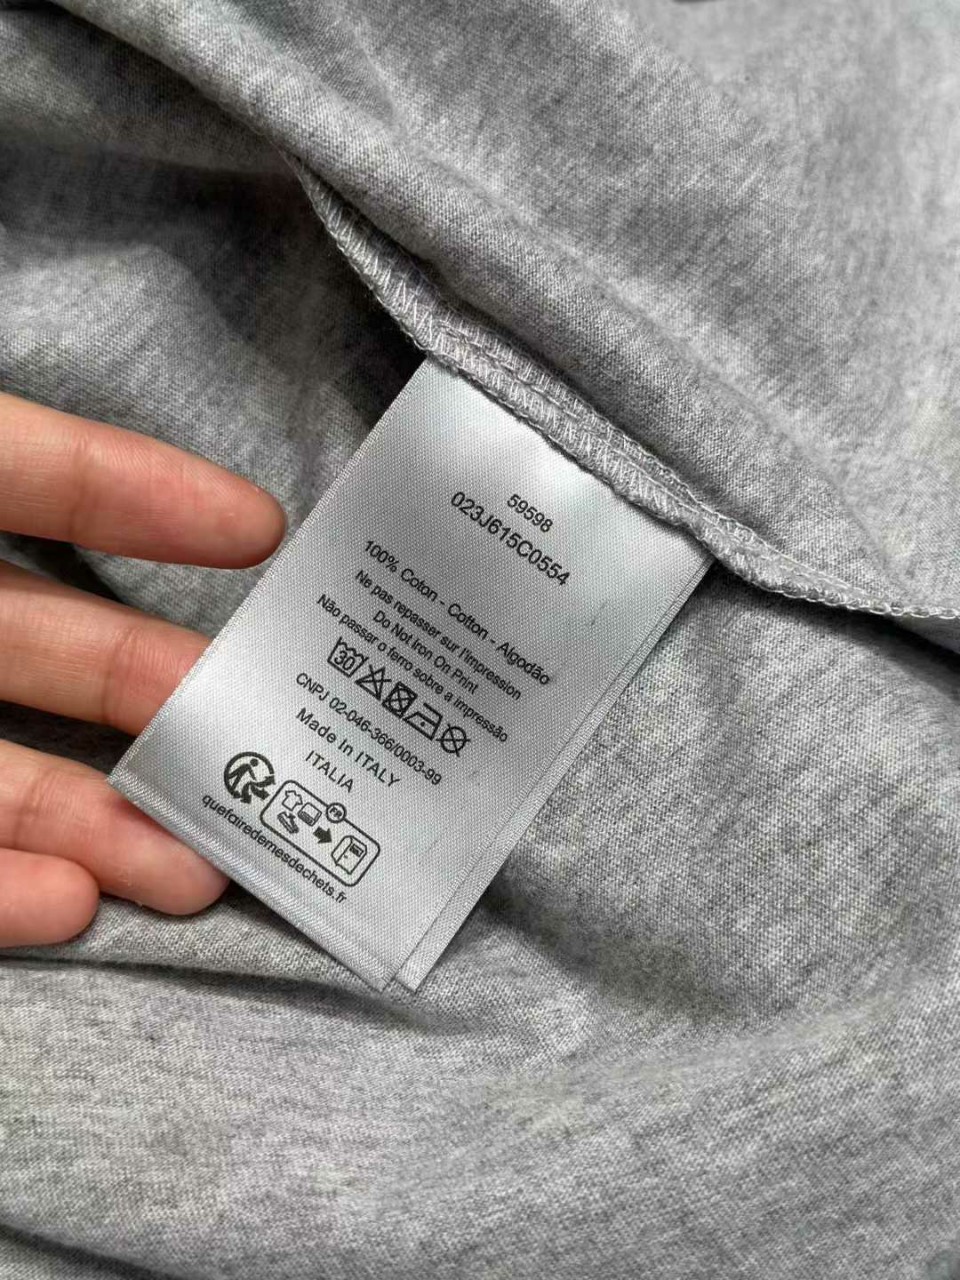 59598
023J615C0554
100% Coton - Cotton - Algodão
Ne pas repasser sur l'impression
Do Not Iron On Print
Não passar o ferro sobre a impressão
30
CNPJ 02-046-366/0003-99
Made In ITALY
ITALIA
FR
quefairedemesdechets.fr